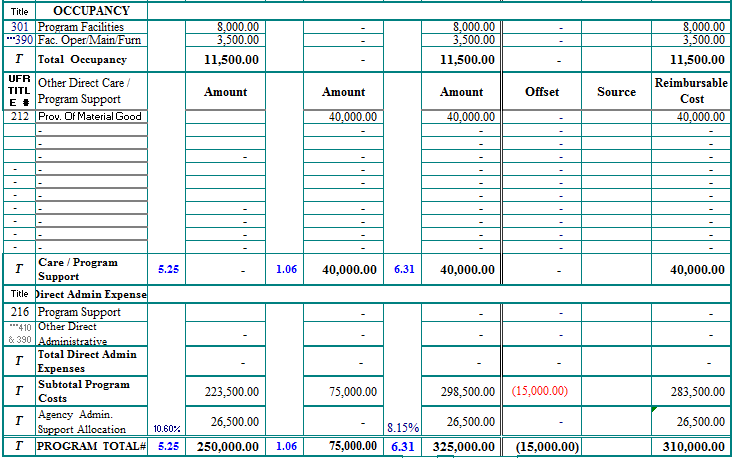 Title OCCUPANCY
301 Program Facilities 8,000.00 - 8,000.00 - 8,000.00
***390 Fac. Oper/Main/Furn 3,500.00 - 3,500.00 - 3,500.00
T Total Occupancy 11,500.00 - 11,500.00 - 11,500.00
UFR TITL E # Other Direct Care / Program Support Amount Amount Amount Offset Source Reimbursable Cost
212 Prov. Of Material Good 40,000.00 40,000.00 - 40,000.00
- - - - -
- - - - -
- - - - - -
- - - - - -
- - - - - -
- - - - - -
- - - - - - -
- - - - - - -
- - - - - - -
- - - - - - -
T Care / Program Support 5.25 - 1.06 40,000.00 6.31 40,000.00 - 40,000.00
Title Direct Admin Expense
216 Program Support - - - -
***410 & 390 Other Direct Administrative - - - - -
T Total Direct Admin Expenses - - - - -
T Subtotal Program Costs 223,500.00 75,000.00 298,500.00 (15,000.00) 283,500.00
T Agency Admin. Support Allocation 10.60% 26,500.00 - 8.15% 26,500.00 - 26,500.00
T PROGRAM TOTAL# 5.25 250,000.00 1.06 75,000.00 6.31 325,000.00 (15,000.00) 310,000.00